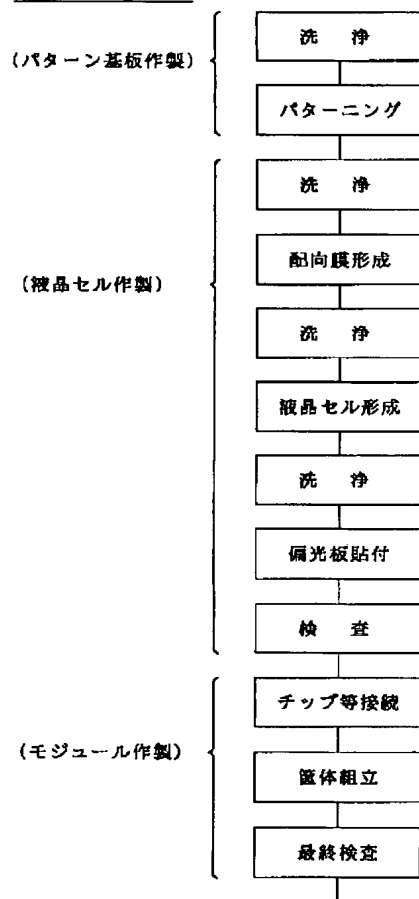 洗 浄
(パターン基板作製)
パターニング
洗 浄
配向膜形成
(液晶セル作製)
洗 浄
液晶セル形成
洗 浄
偏光板貼付
検 査
チップ等接続
(モジュール作製)
筐体組立
最終検査